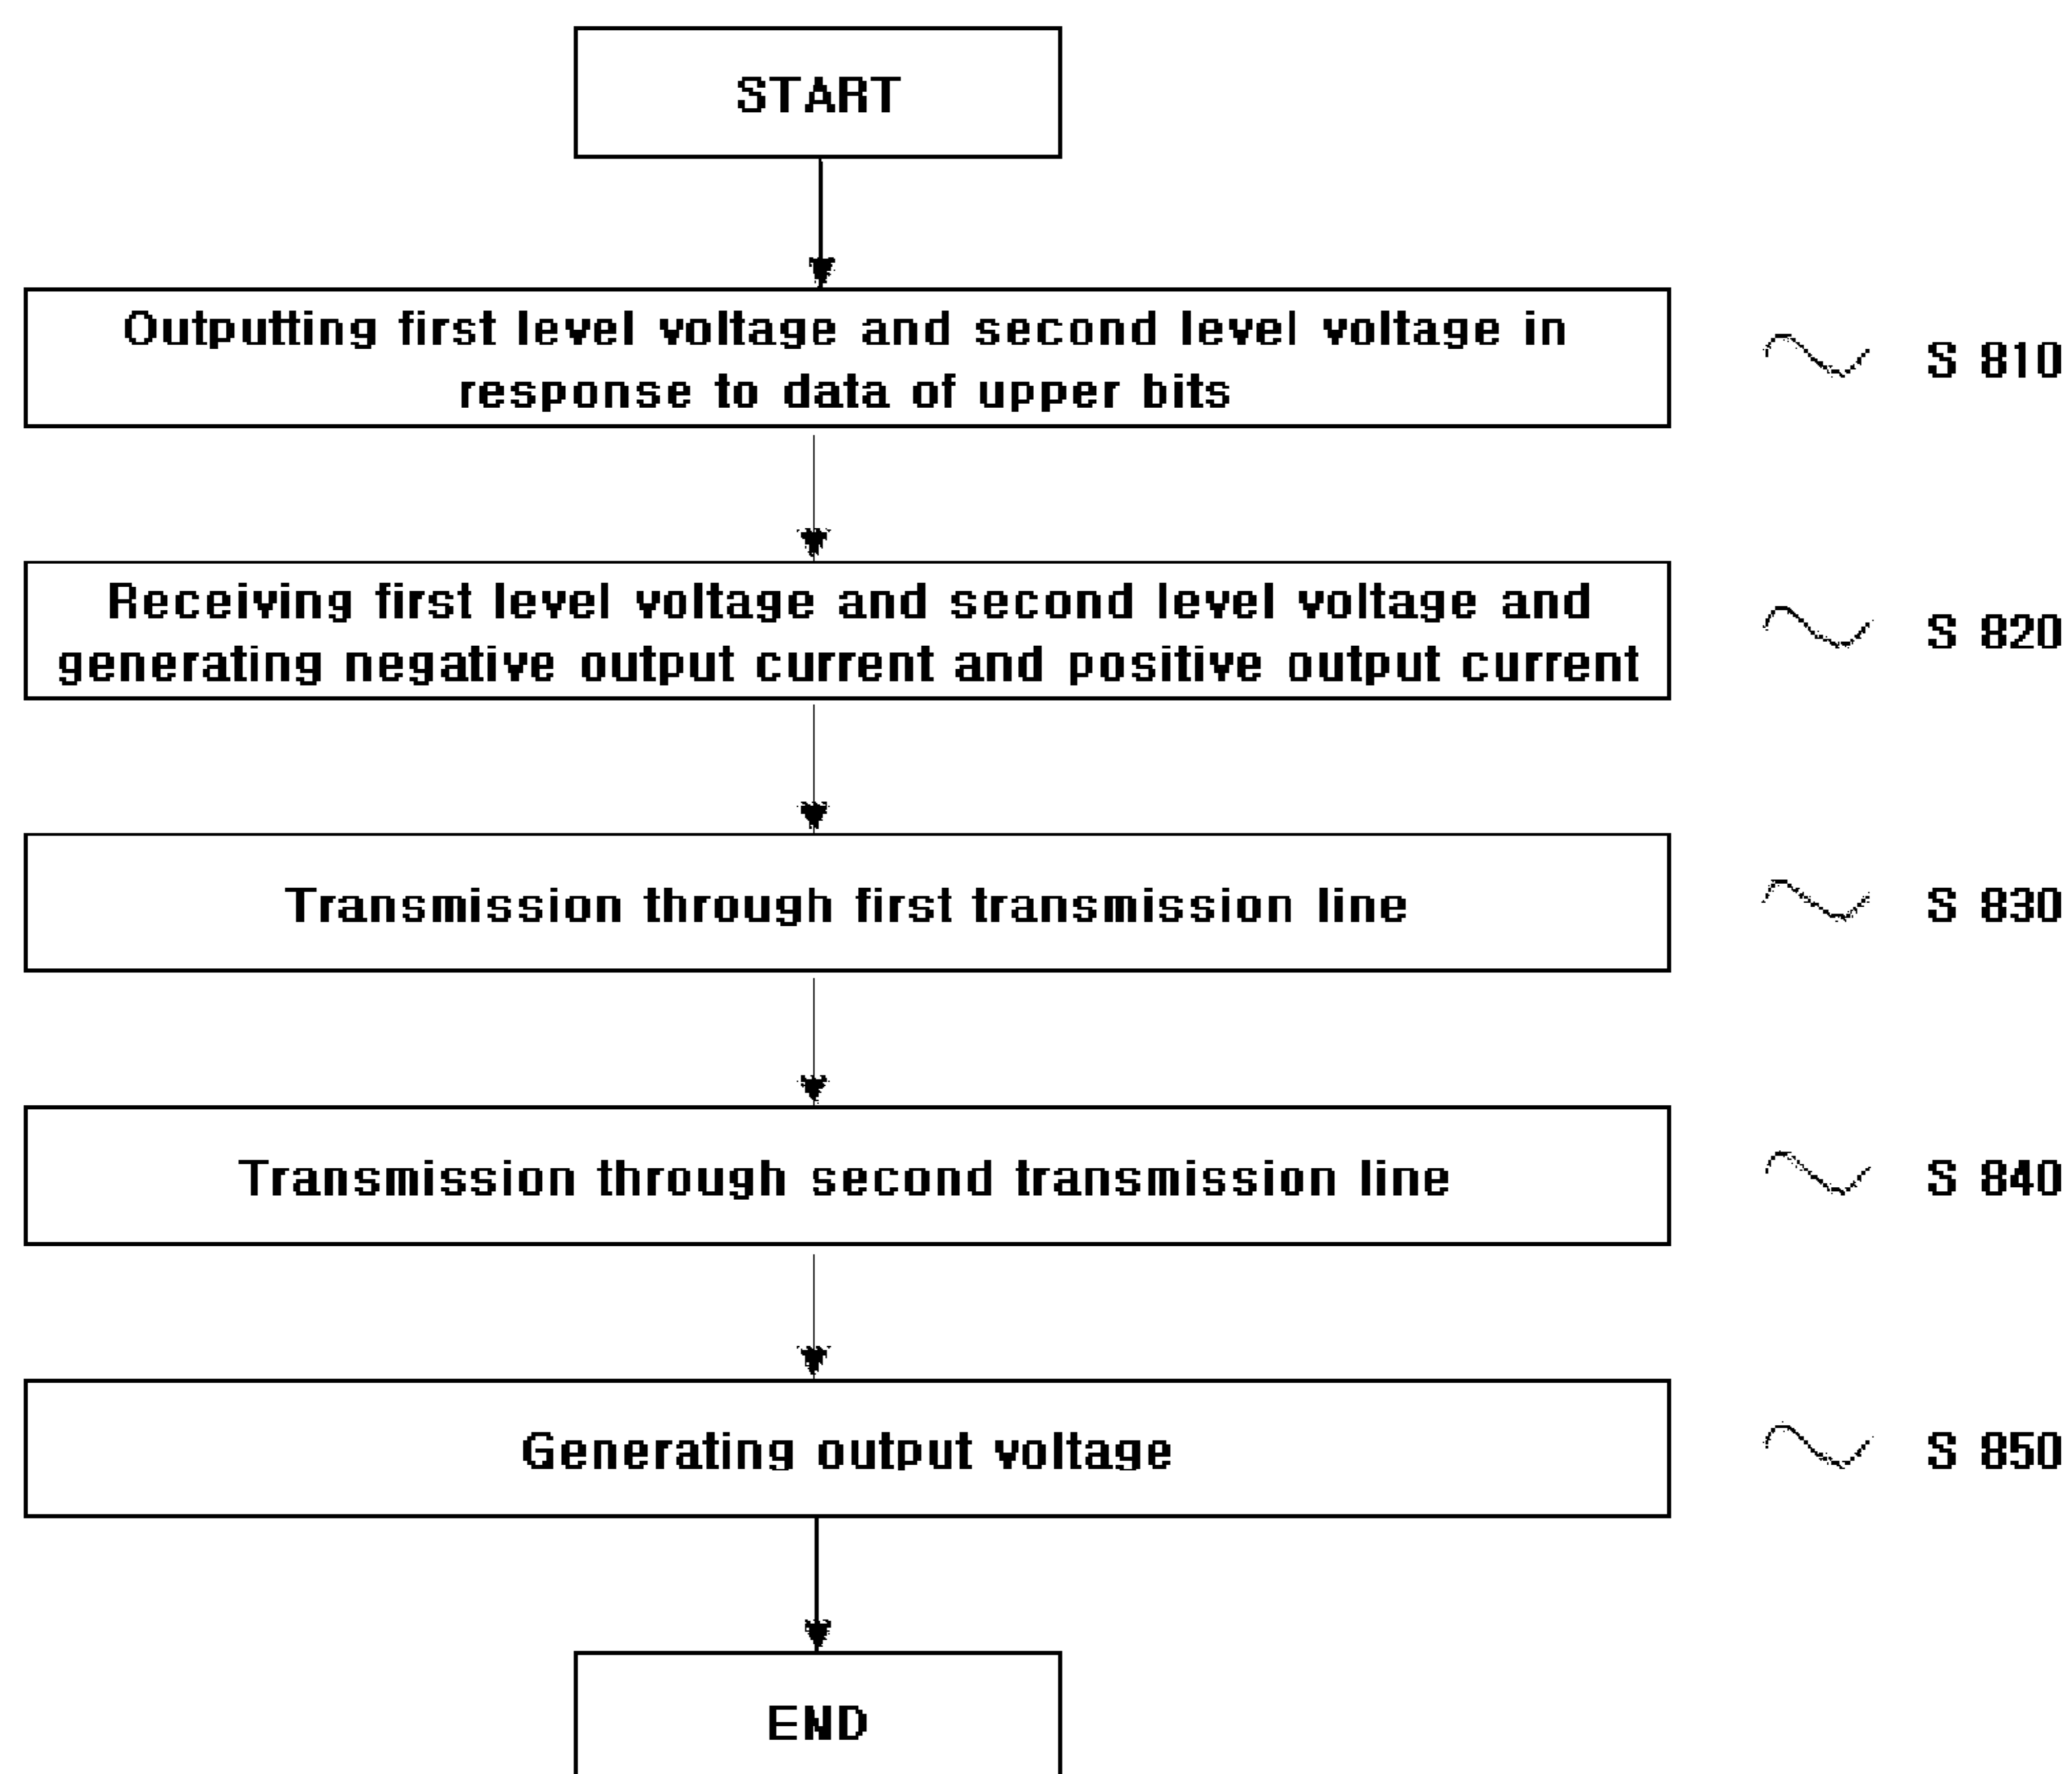 START
Outputting first level voltage and second level voltage in
response to data of upper bits
S 810
Receiving first level voltage and second level voltage and
generating negative output current and positive output current
S 820
Transmission through first transmission line
S 830
Transmission through second transmission line
S 840
Generating output voltage
S 850
END